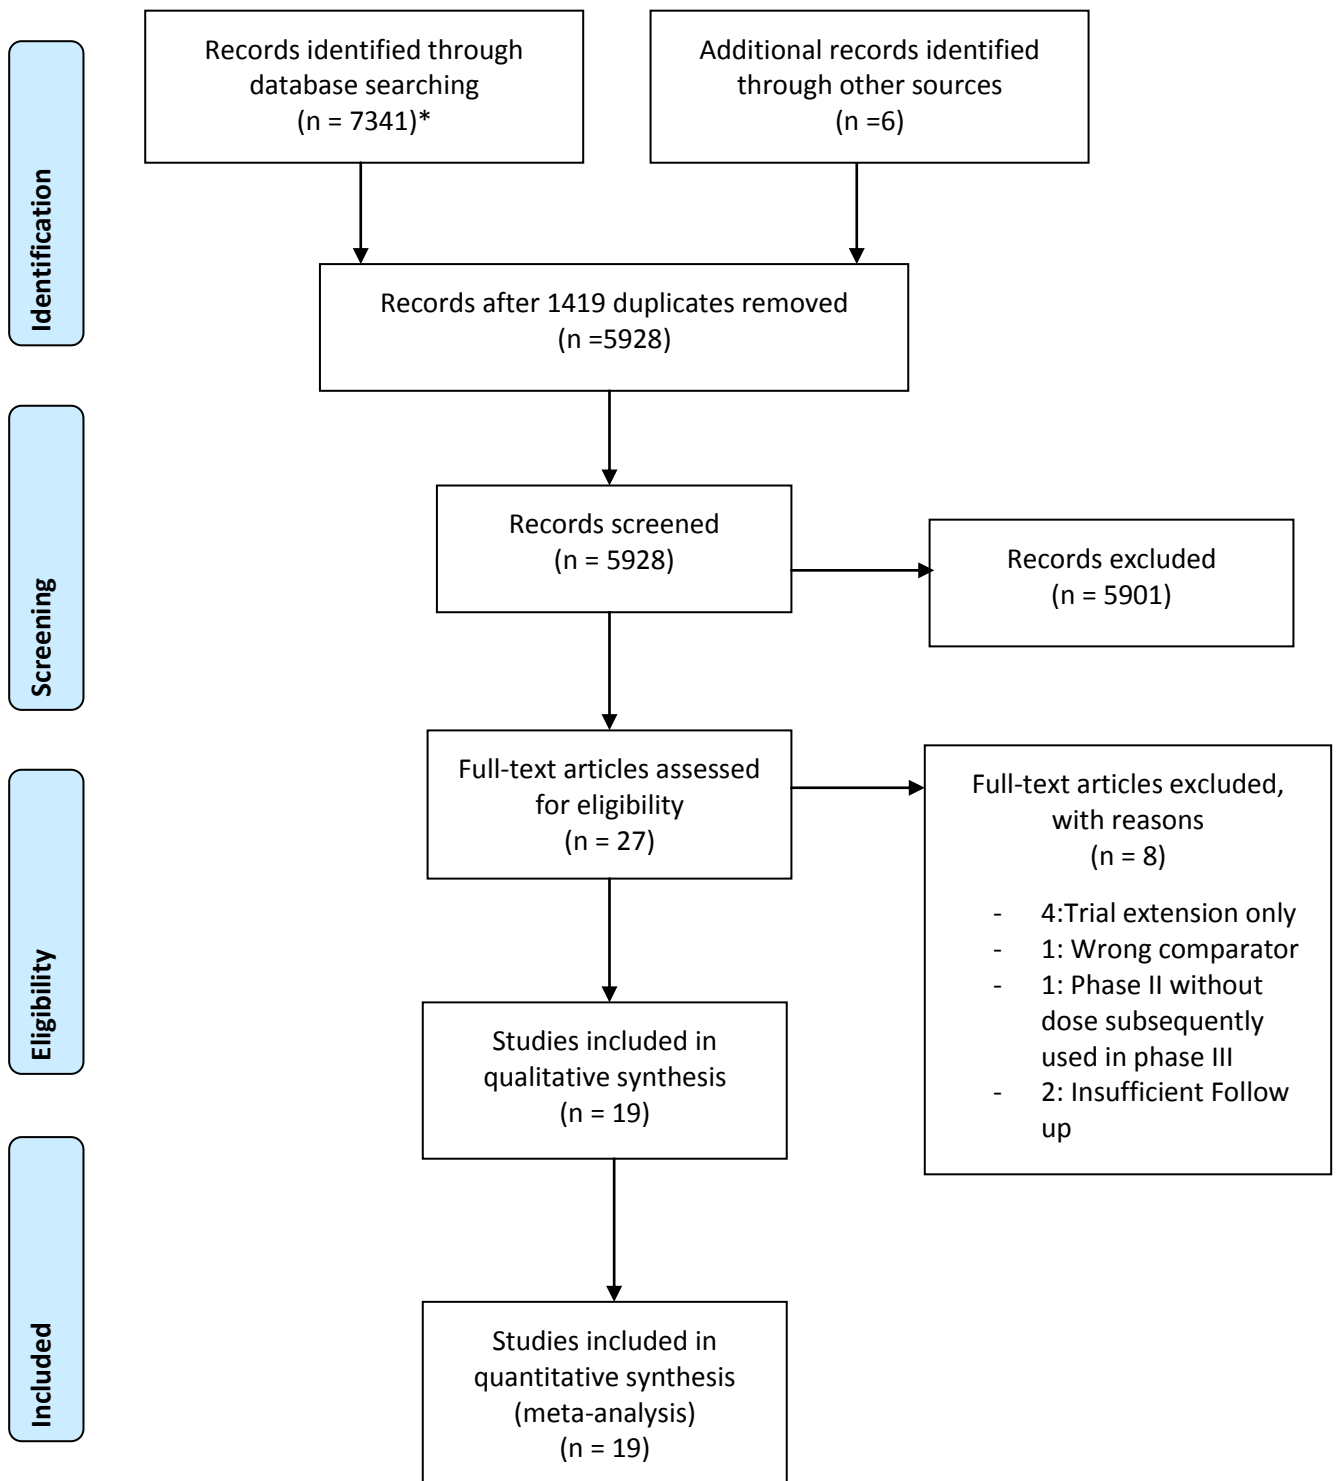 Identification
Records identified through
database searching
(n = 7341)*
Additional records identified
through other sources
(n =6)
Records after 1419 duplicates removed
(n =5928)
Screening
Records screened
(n = 5928)
Records excluded
(n = 5901)
Eligibility
Full-text articles assessed
for eligibility
(n = 27)
Full-text articles excluded,
with reasons
(n = 8)
- 4:Trial extension only
- 1: Wrong comparator
- 1: Phase II without
dose subsequently
used in phase III
- 2: Insufficient Follow
up
Studies included in
qualitative synthesis
(n = 19)
Included
Studies included in
quantitative synthesis
(meta-analysis)
(n = 19)